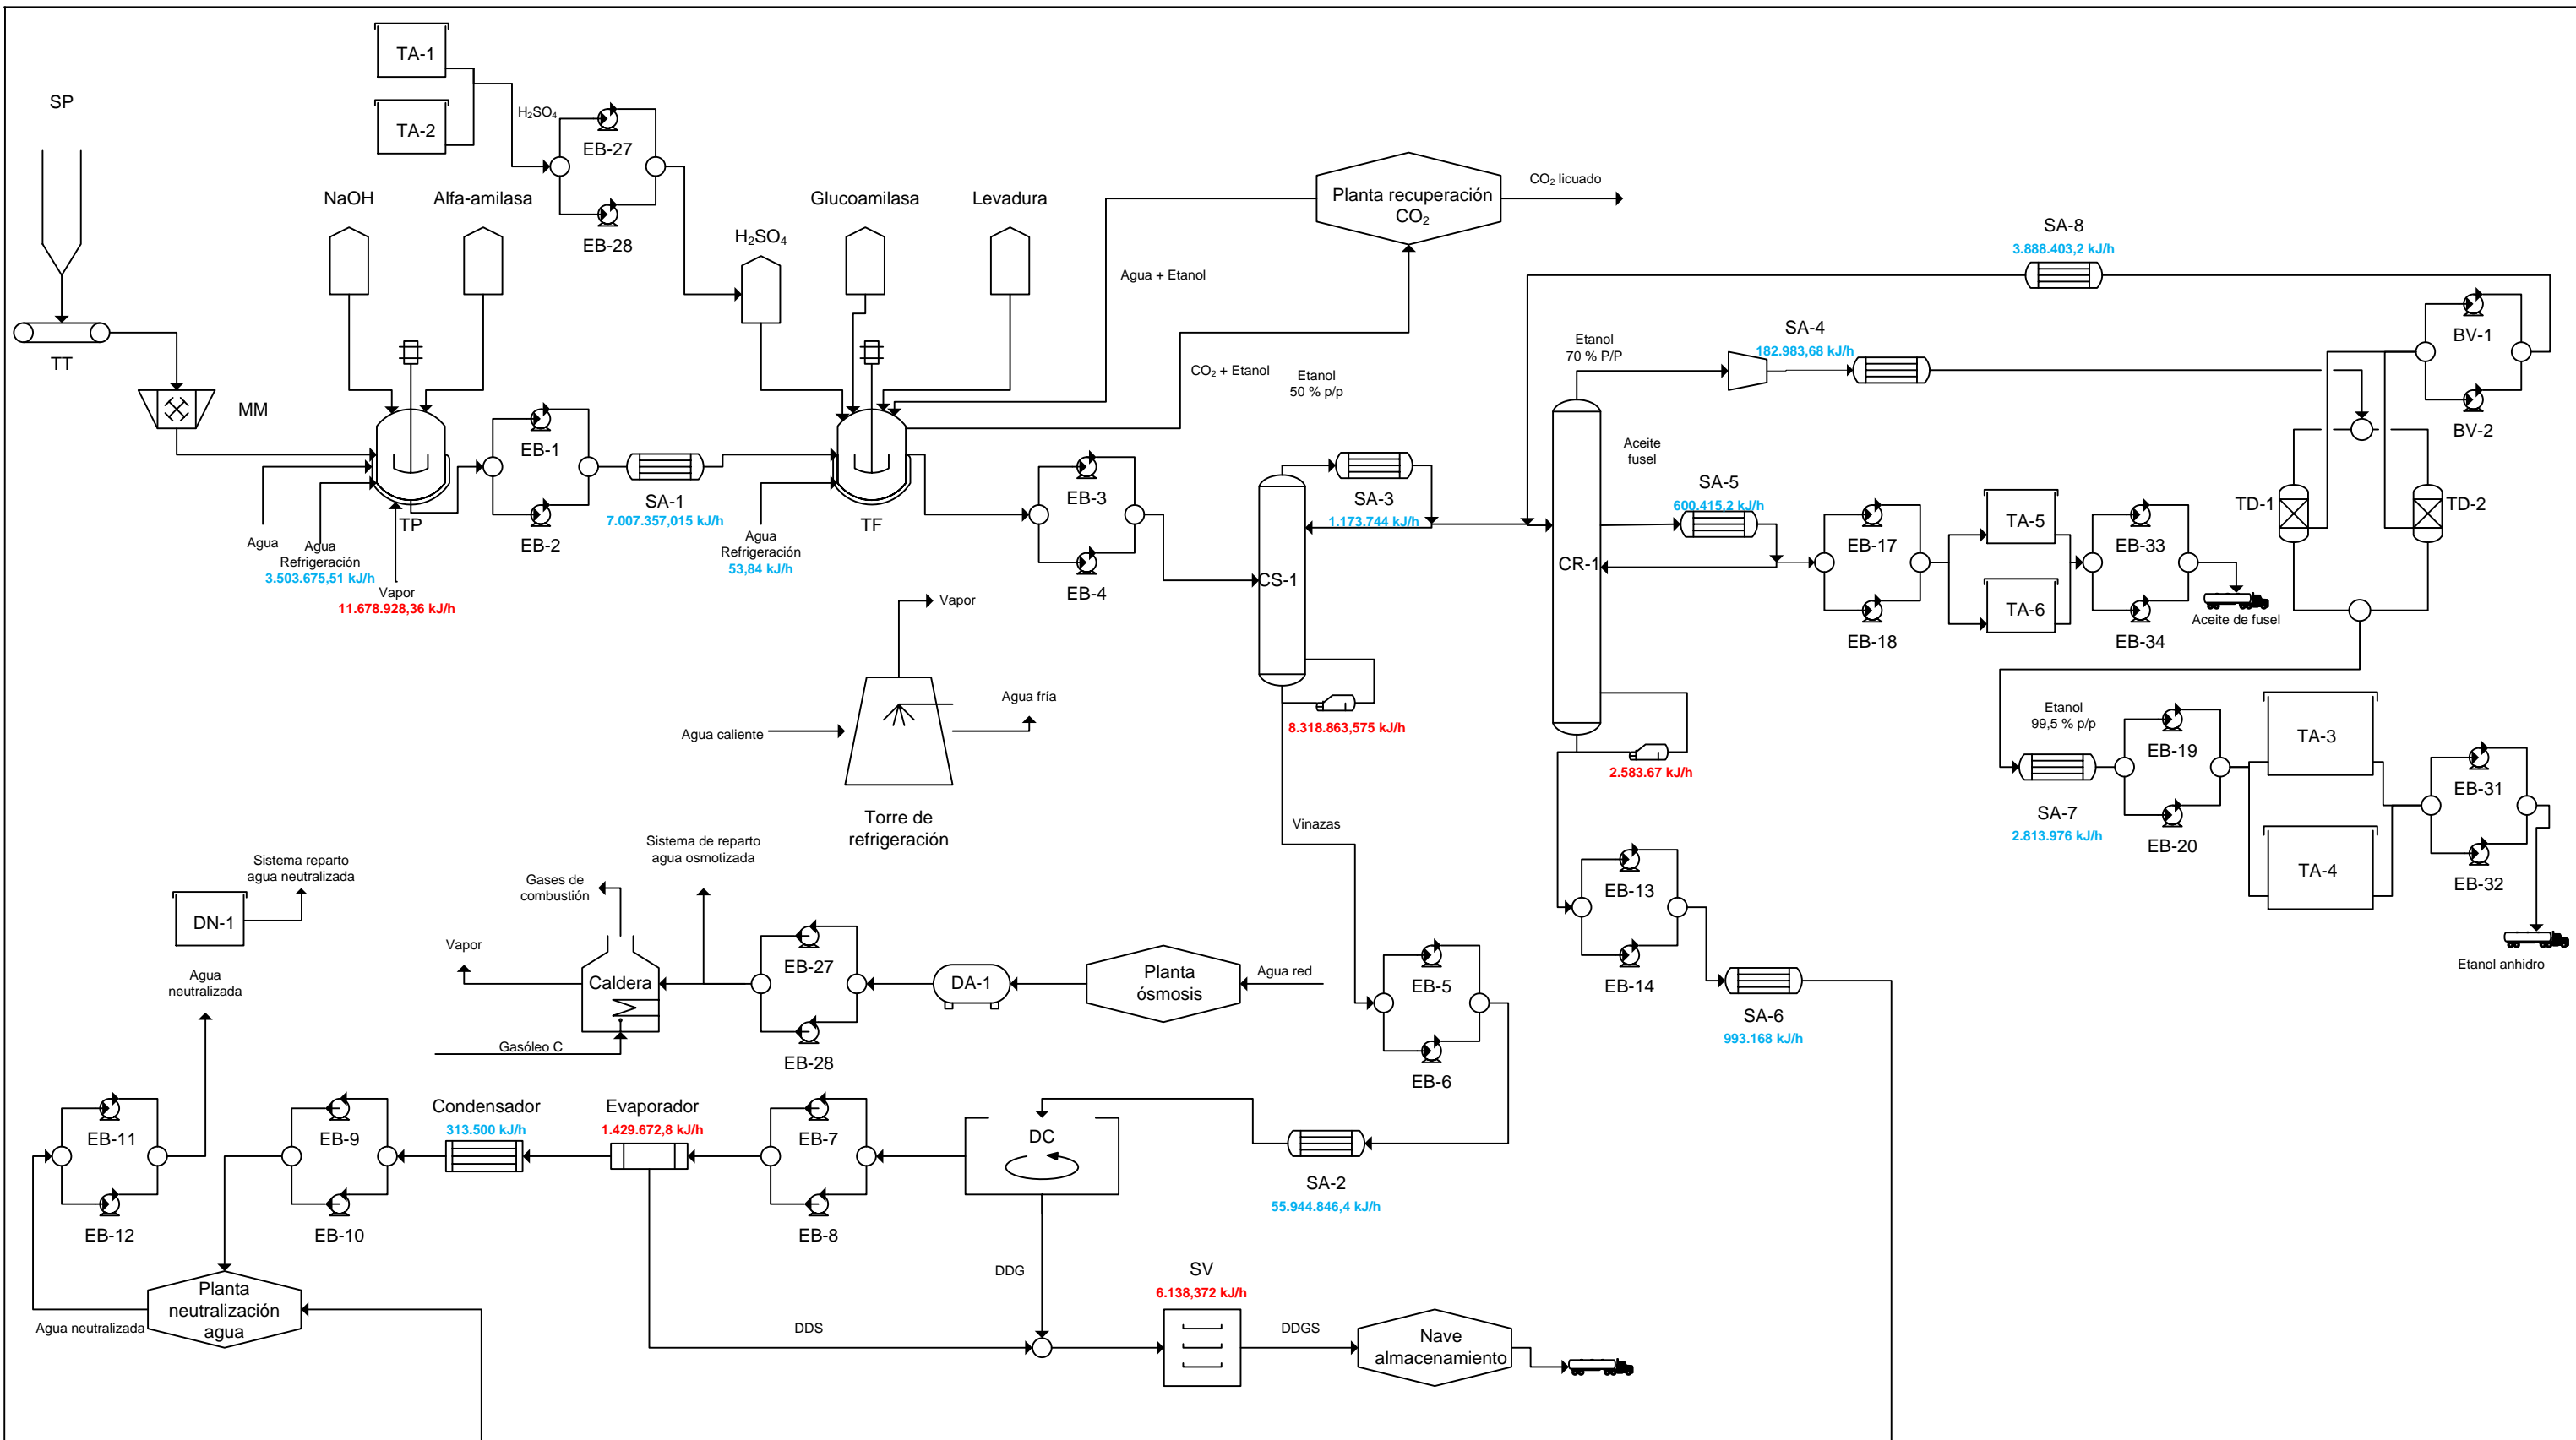 TA-1
TA-2
SP
H₂SO₄
EB-27
EB-28
NaOH
Alfa-amilasa
H₂SO₄
Glucoamilasa
Levadura
Planta recuperación
CO₂
CO₂ licuado
Agua + Etanol
CO₂ + Etanol
Etanol
50 % p/p
SA-8
3.888.403,2 kJ/h
BV-1
BV-2
Etanol
70 % P/P
SA-4
182.983,68 kJ/h
TT
MM
TP
EB-1
EB-2
SA-1
7.007.357,015 kJ/h
Agua
Agua
Refrigeración
3.503.675,51 kJ/h
Vapor
11.678.928,36 kJ/h
TF
Agua
Refrigeración
53,84 kJ/h
EB-3
EB-4
CS-1
SA-3
1.173.744 kJ/h
8.318.863,575 kJ/h
CR-1
Aceite
fusel
SA-5
600.415,2 kJ/h
EB-17
EB-18
TA-5
TA-6
EB-33
EB-34
Aceite de fusel
TD-1
TD-2
2.583.67 kJ/h
Etanol
99,5 % p/p
SA-7
2.813.976 kJ/h
EB-19
EB-20
TA-3
TA-4
EB-31
EB-32
Etanol anhidro
Vapor
Agua fría
Agua caliente
Torre de
refrigeración
Vinazas
EB-13
EB-14
SA-6
993.168 kJ/h
Sistema reparto
agua neutralizada
DN-1
Agua
neutralizada
Gases de
combustión
Sistema de reparto
agua osmotizada
Vapor
Caldera
Gasóleo C
EB-27
EB-28
DA-1
Planta
ósmosis
Agua red
EB-5
EB-6
EB-11
EB-12
EB-9
EB-10
Condensador
313.500 kJ/h
Evaporador
1.429.672,8 kJ/h
EB-7
EB-8
DC
SA-2
55.944.846,4 kJ/h
Planta
neutralización
agua
Agua neutralizada
DDG
DDS
SV
6.138,372 kJ/h
DDGS
Nave
almacenamiento